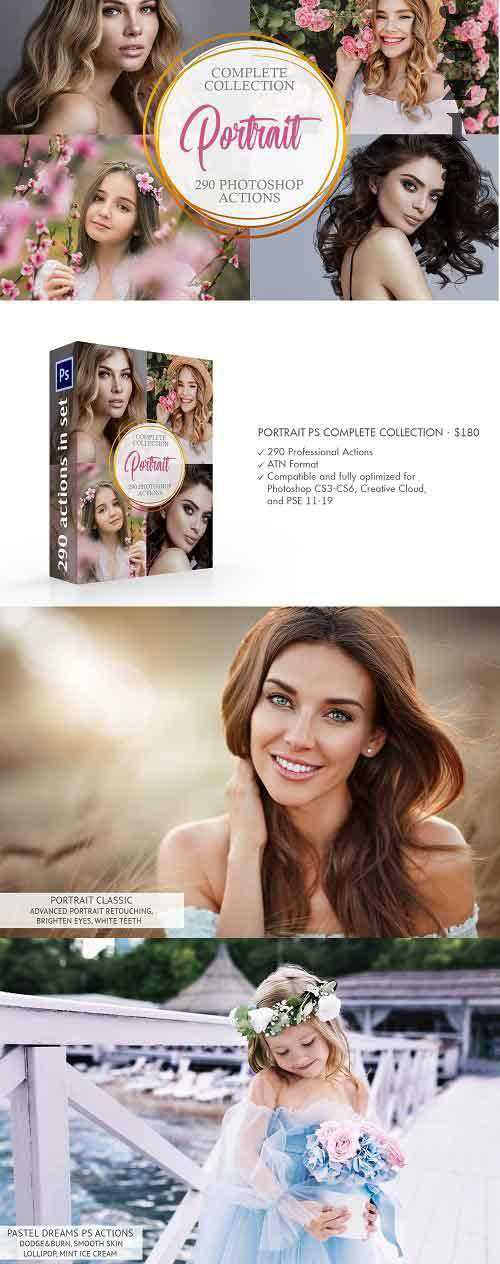 COMPLETE
COLLECTION
Portrait
290 PHOTOSHOP
ACTIONS
Ps
290 actions in set
COMPLETE
COLLECTION
Portrait
290 PHOTOSHOP
ACTIONS
PORTRAIT PS COMPLETE COLLECTION - $180
✓ 290 Professional Actions
✓ ATN Format
✓ Compatible and fully optimized for
Photoshop CS3-CS6, Creative Cloud,
and PSE 11-19
PORTRAIT CLASSIC
ADVANCED PORTRAIT RETOUCHING,
BRIGHTEN EYES, WHITE TEETH
PASTEL DREAMS PS ACTIONS
DODGE&BURN, SMOOTH SKIN
LOLLIPOP, MINT ICE CREAM